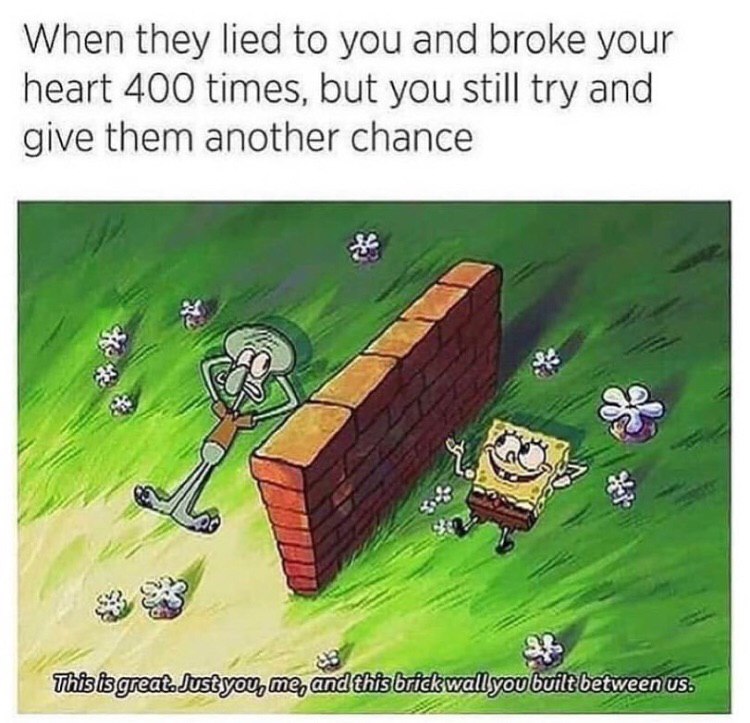 When they lied to you and broke your
heart 400 times, but you still try and
give them another chance
This is great. Just you, me, and this brick wall you built between us.